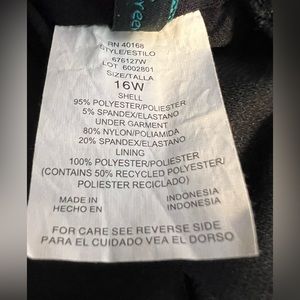 RN 40168
STYLE/ESTILO
676127W
LOT 6002801
SIZE/TALLA
16W
SHELL
95% POLYESTER/POLIESTER
5% SPANDEX/ELASTANO
UNDER GARMENT
80% NYLON/POLIAMIDA
20% SPANDEX/ELASTANO
LINING
100% POLYESTER/POLIESTER
(CONTAINS 50% RECYCLED POLYESTER/
POLIESTER RECICLADO)
MADE IN INDONESIA
HECHO EN INDONESIA
FOR CARE SEE REVERSE SIDE
PARA EL CUIDADO VEA EL DORSO